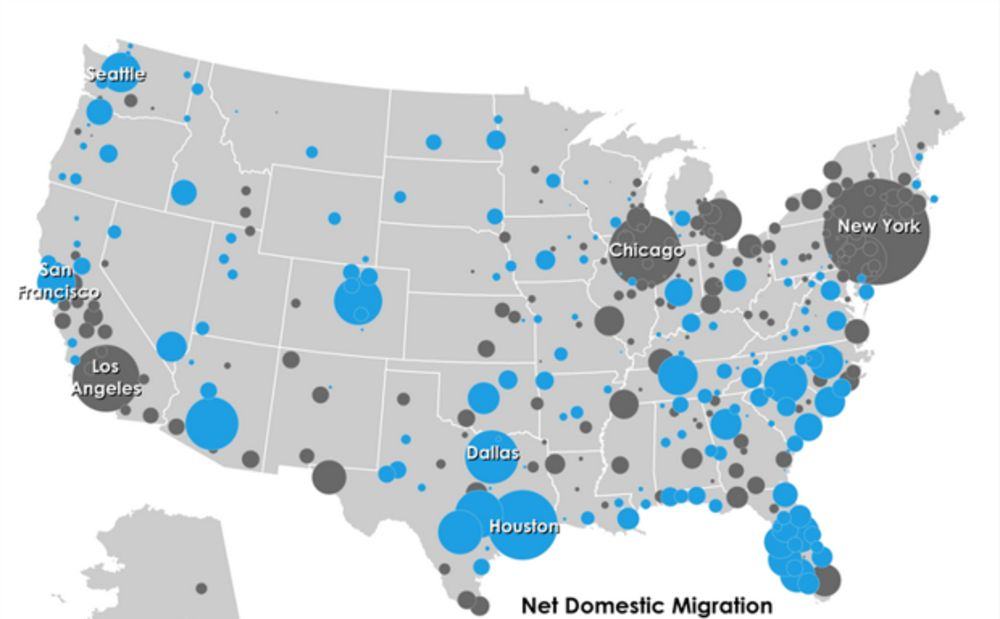 Seattle
New York
Chicago
San
Francisco
Los
Angeles
Dallas
Houston
Net Domestic Migration